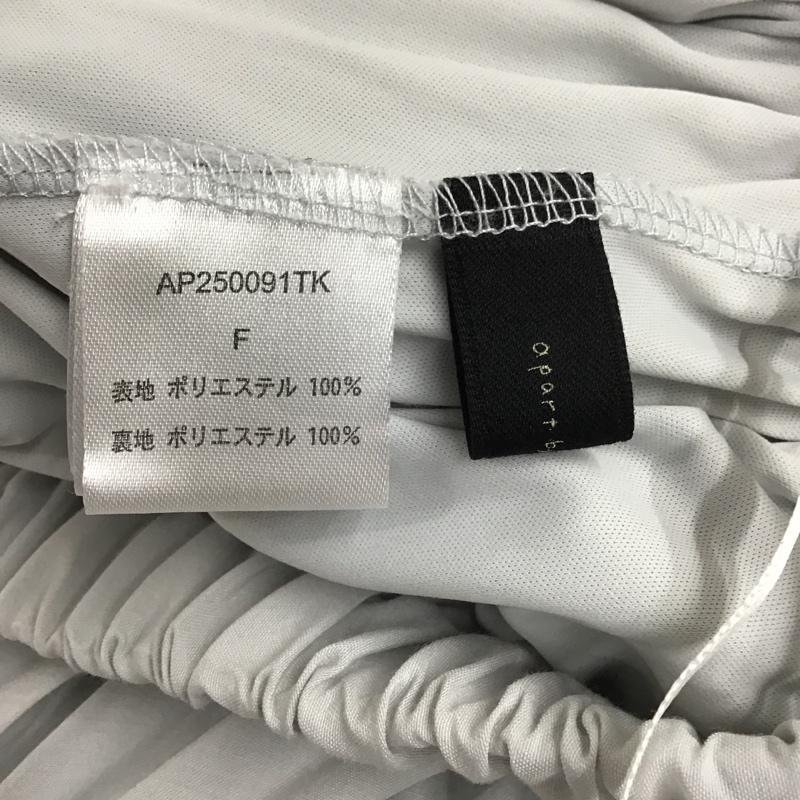 AP250091TK
F
表地 ポリエステル 100%
裏地 ポリエステル 100%
apart b